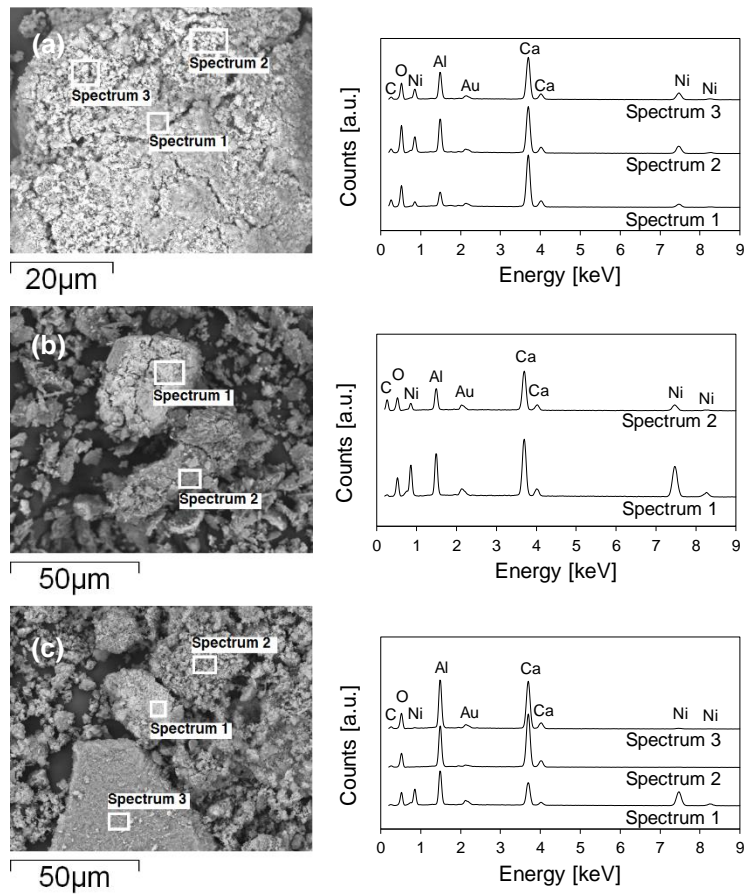 (a)
Spectrum 2
Spectrum 3
Spectrum 1
20µm
C O Ni Al Au Ca Ca Ni Ni
Spectrum 3
Spectrum 2
Spectrum 1
Counts [a.u.]
0 1 2 3 4 5 6 7 8 9
Energy [keV]
(b)
Spectrum 1
Spectrum 2
50µm
C O Ni Al Au Ca Ca Ni Ni
Spectrum 2
Spectrum 1
Counts [a.u.]
0 1 2 3 4 5 6 7 8 9
Energy [keV]
(c)
Spectrum 2
Spectrum 1
Spectrum 3
50µm
C O Ni Al Au Ca Ca Ni Ni
Spectrum 3
Spectrum 2
Spectrum 1
Counts [a.u.]
0 1 2 3 4 5 6 7 8 9
Energy [keV]